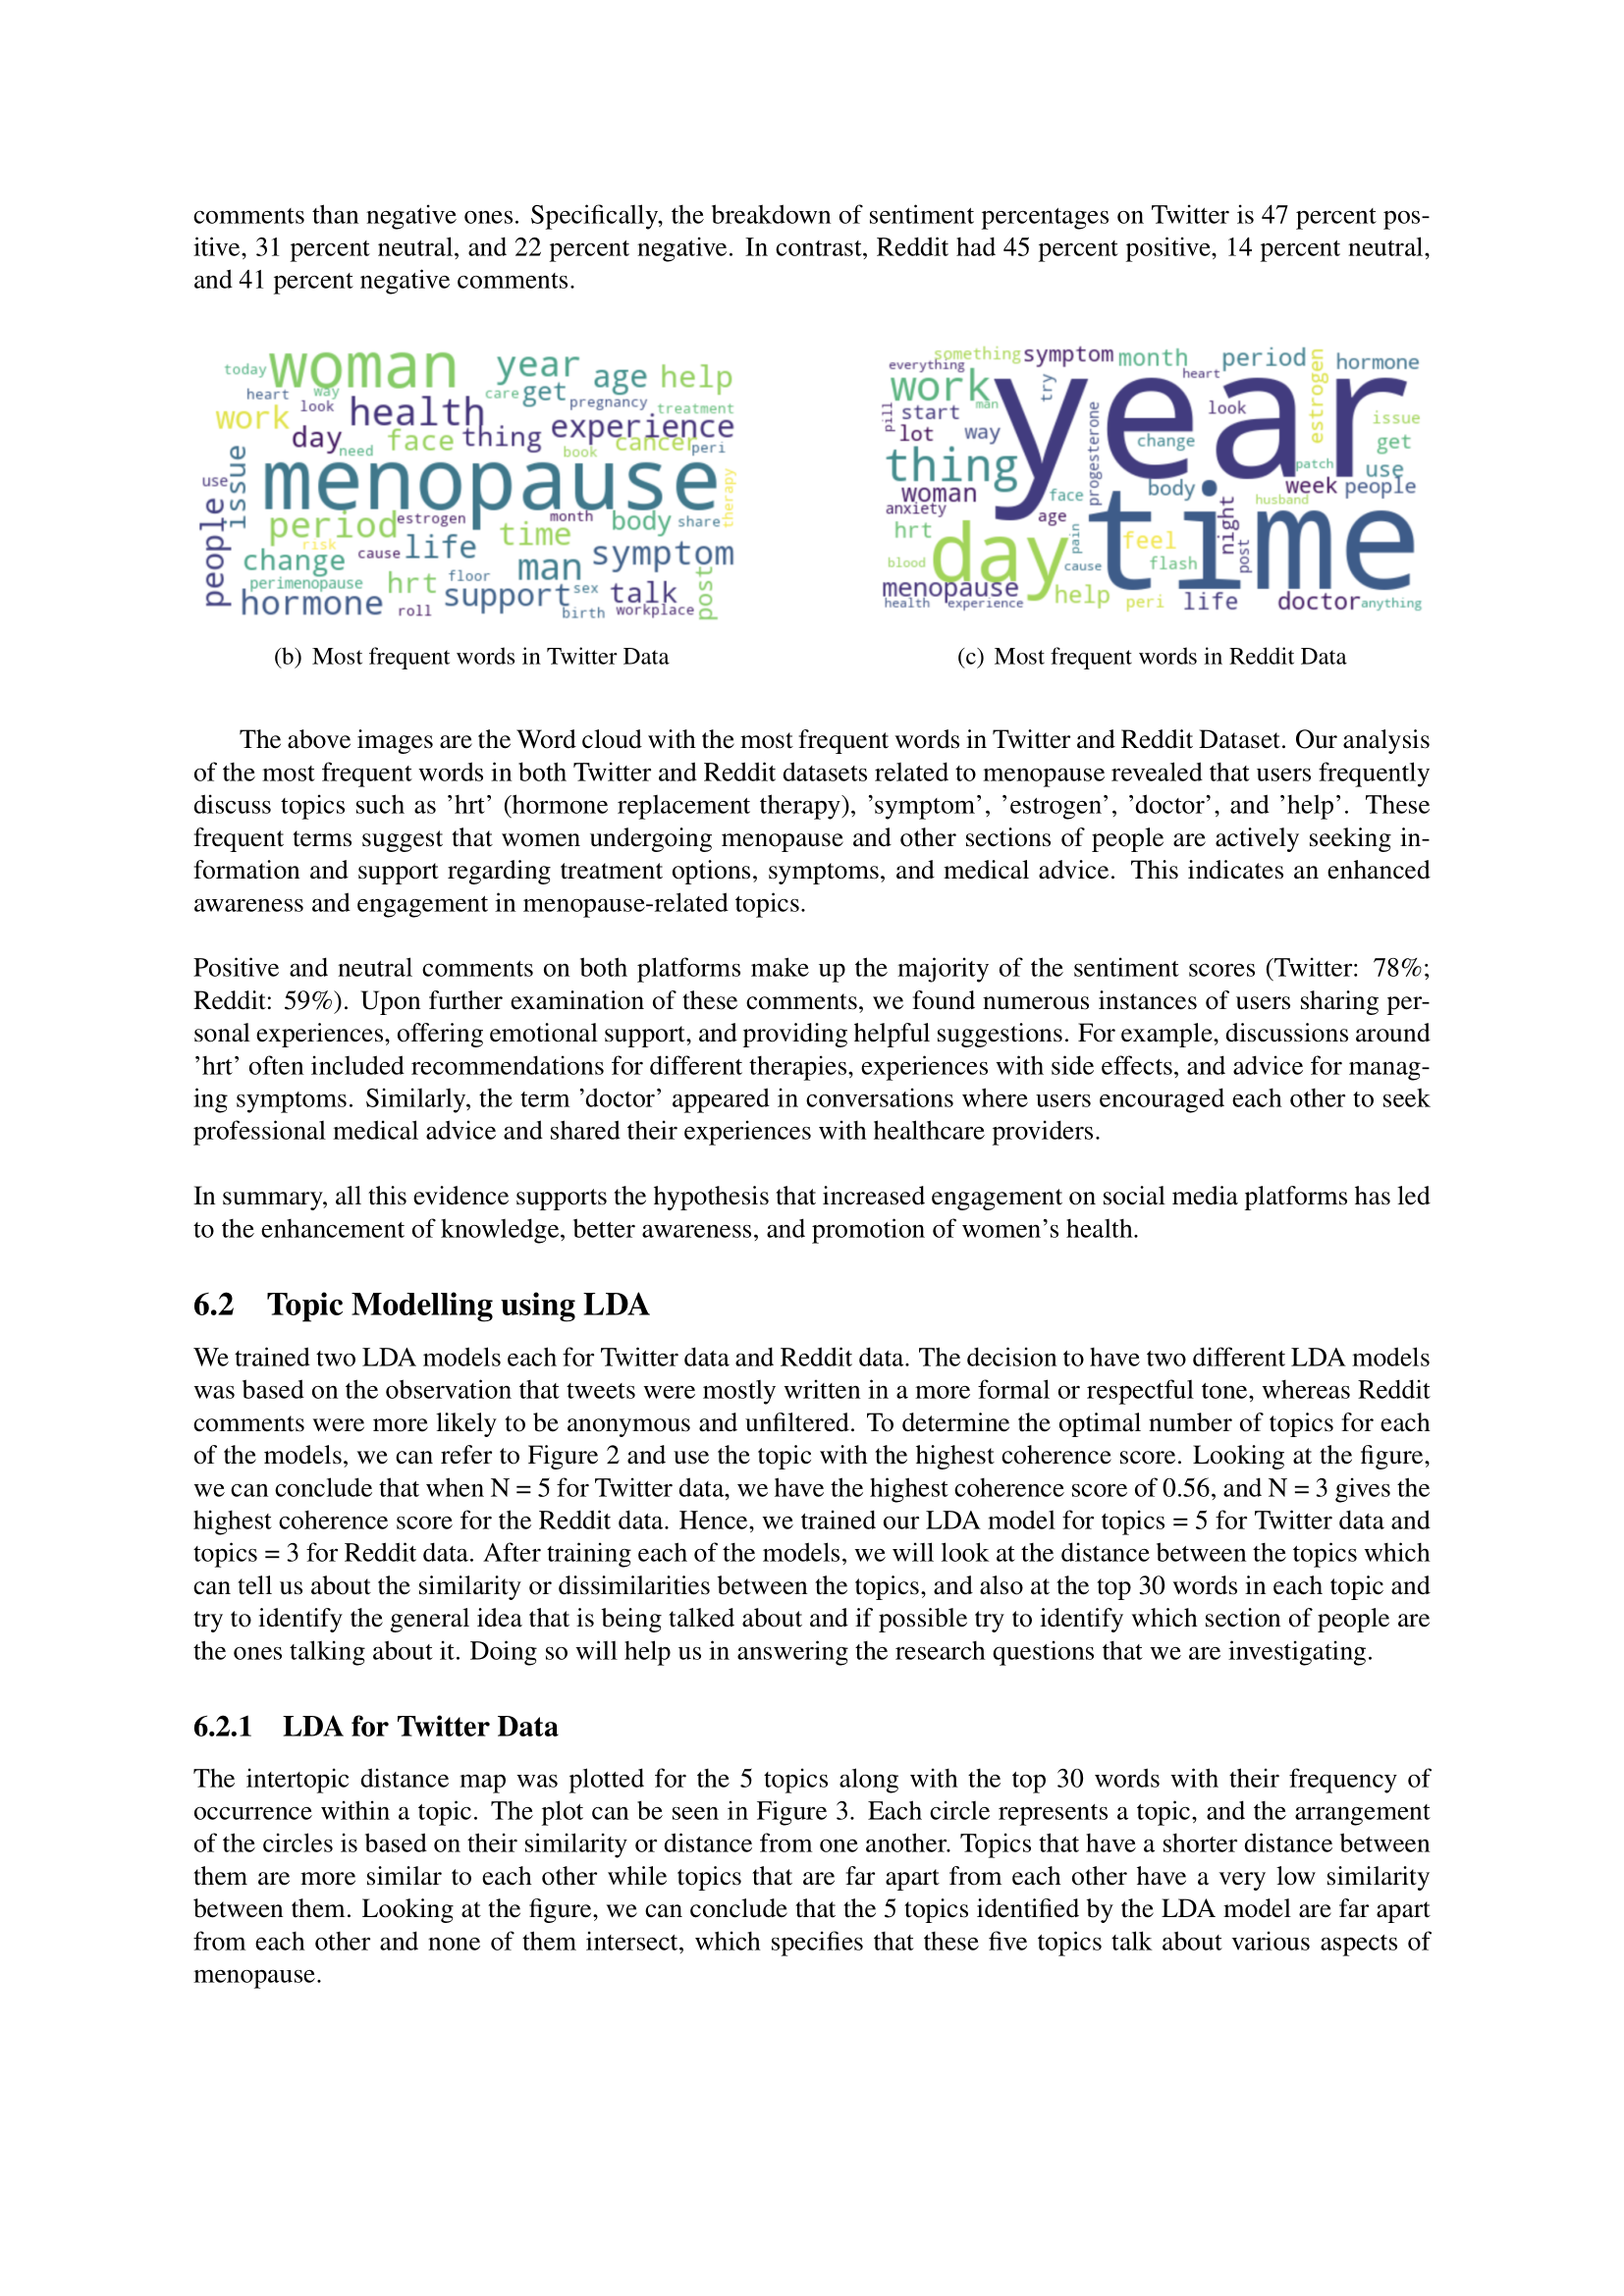 comments than negative ones. Specifically, the breakdown of sentiment percentages on Twitter is 47 percent pos-
itive, 31 percent neutral, and 22 percent negative. In contrast, Reddit had 45 percent positive, 14 percent neutral,
and 41 percent negative comments.
today woman year age help
heart way care get pregnancy treatment
work look health experience
day need face thing book cancer peri
issue menopause therapy
use people period estrogen time month body share
risk change cause life man symptom
perimenopause hrt floor support sex talk post
hormone roll birth workplace
(b) Most frequent words in Twitter Data
something symptom month period estrogen hormone
everything work man year try heart
pill start lot way look issue
thing progesterone change get
woman anxiety face body patch use week people
hrt age time husband night
blood day pain cause feel flash post
menopause help peri life doctor anything
health experience
(c) Most frequent words in Reddit Data
The above images are the Word cloud with the most frequent words in Twitter and Reddit Dataset. Our analysis
of the most frequent words in both Twitter and Reddit datasets related to menopause revealed that users frequently
discuss topics such as ’hrt’ (hormone replacement therapy), ’symptom’, ’estrogen’, ’doctor’, and ’help’. These
frequent terms suggest that women undergoing menopause and other sections of people are actively seeking in-
formation and support regarding treatment options, symptoms, and medical advice. This indicates an enhanced
awareness and engagement in menopause-related topics.
Positive and neutral comments on both platforms make up the majority of the sentiment scores (Twitter: 78%;
Reddit: 59%). Upon further examination of these comments, we found numerous instances of users sharing per-
sonal experiences, offering emotional support, and providing helpful suggestions. For example, discussions around
’hrt’ often included recommendations for different therapies, experiences with side effects, and advice for manag-
ing symptoms. Similarly, the term ’doctor’ appeared in conversations where users encouraged each other to seek
professional medical advice and shared their experiences with healthcare providers.
In summary, all this evidence supports the hypothesis that increased engagement on social media platforms has led
to the enhancement of knowledge, better awareness, and promotion of women’s health.
6.2 Topic Modelling using LDA
We trained two LDA models each for Twitter data and Reddit data. The decision to have two different LDA models
was based on the observation that tweets were mostly written in a more formal or respectful tone, whereas Reddit
comments were more likely to be anonymous and unfiltered. To determine the optimal number of topics for each
of the models, we can refer to Figure 2 and use the topic with the highest coherence score. Looking at the figure,
we can conclude that when N = 5 for Twitter data, we have the highest coherence score of 0.56, and N = 3 gives the
highest coherence score for the Reddit data. Hence, we trained our LDA model for topics = 5 for Twitter data and
topics = 3 for Reddit data. After training each of the models, we will look at the distance between the topics which
can tell us about the similarity or dissimilarities between the topics, and also at the top 30 words in each topic and
try to identify the general idea that is being talked about and if possible try to identify which section of people are
the ones talking about it. Doing so will help us in answering the research questions that we are investigating.
6.2.1 LDA for Twitter Data
The intertopic distance map was plotted for the 5 topics along with the top 30 words with their frequency of
occurrence within a topic. The plot can be seen in Figure 3. Each circle represents a topic, and the arrangement
of the circles is based on their similarity or distance from one another. Topics that have a shorter distance between
them are more similar to each other while topics that are far apart from each other have a very low similarity
between them. Looking at the figure, we can conclude that the 5 topics identified by the LDA model are far apart
from each other and none of them intersect, which specifies that these five topics talk about various aspects of
menopause.